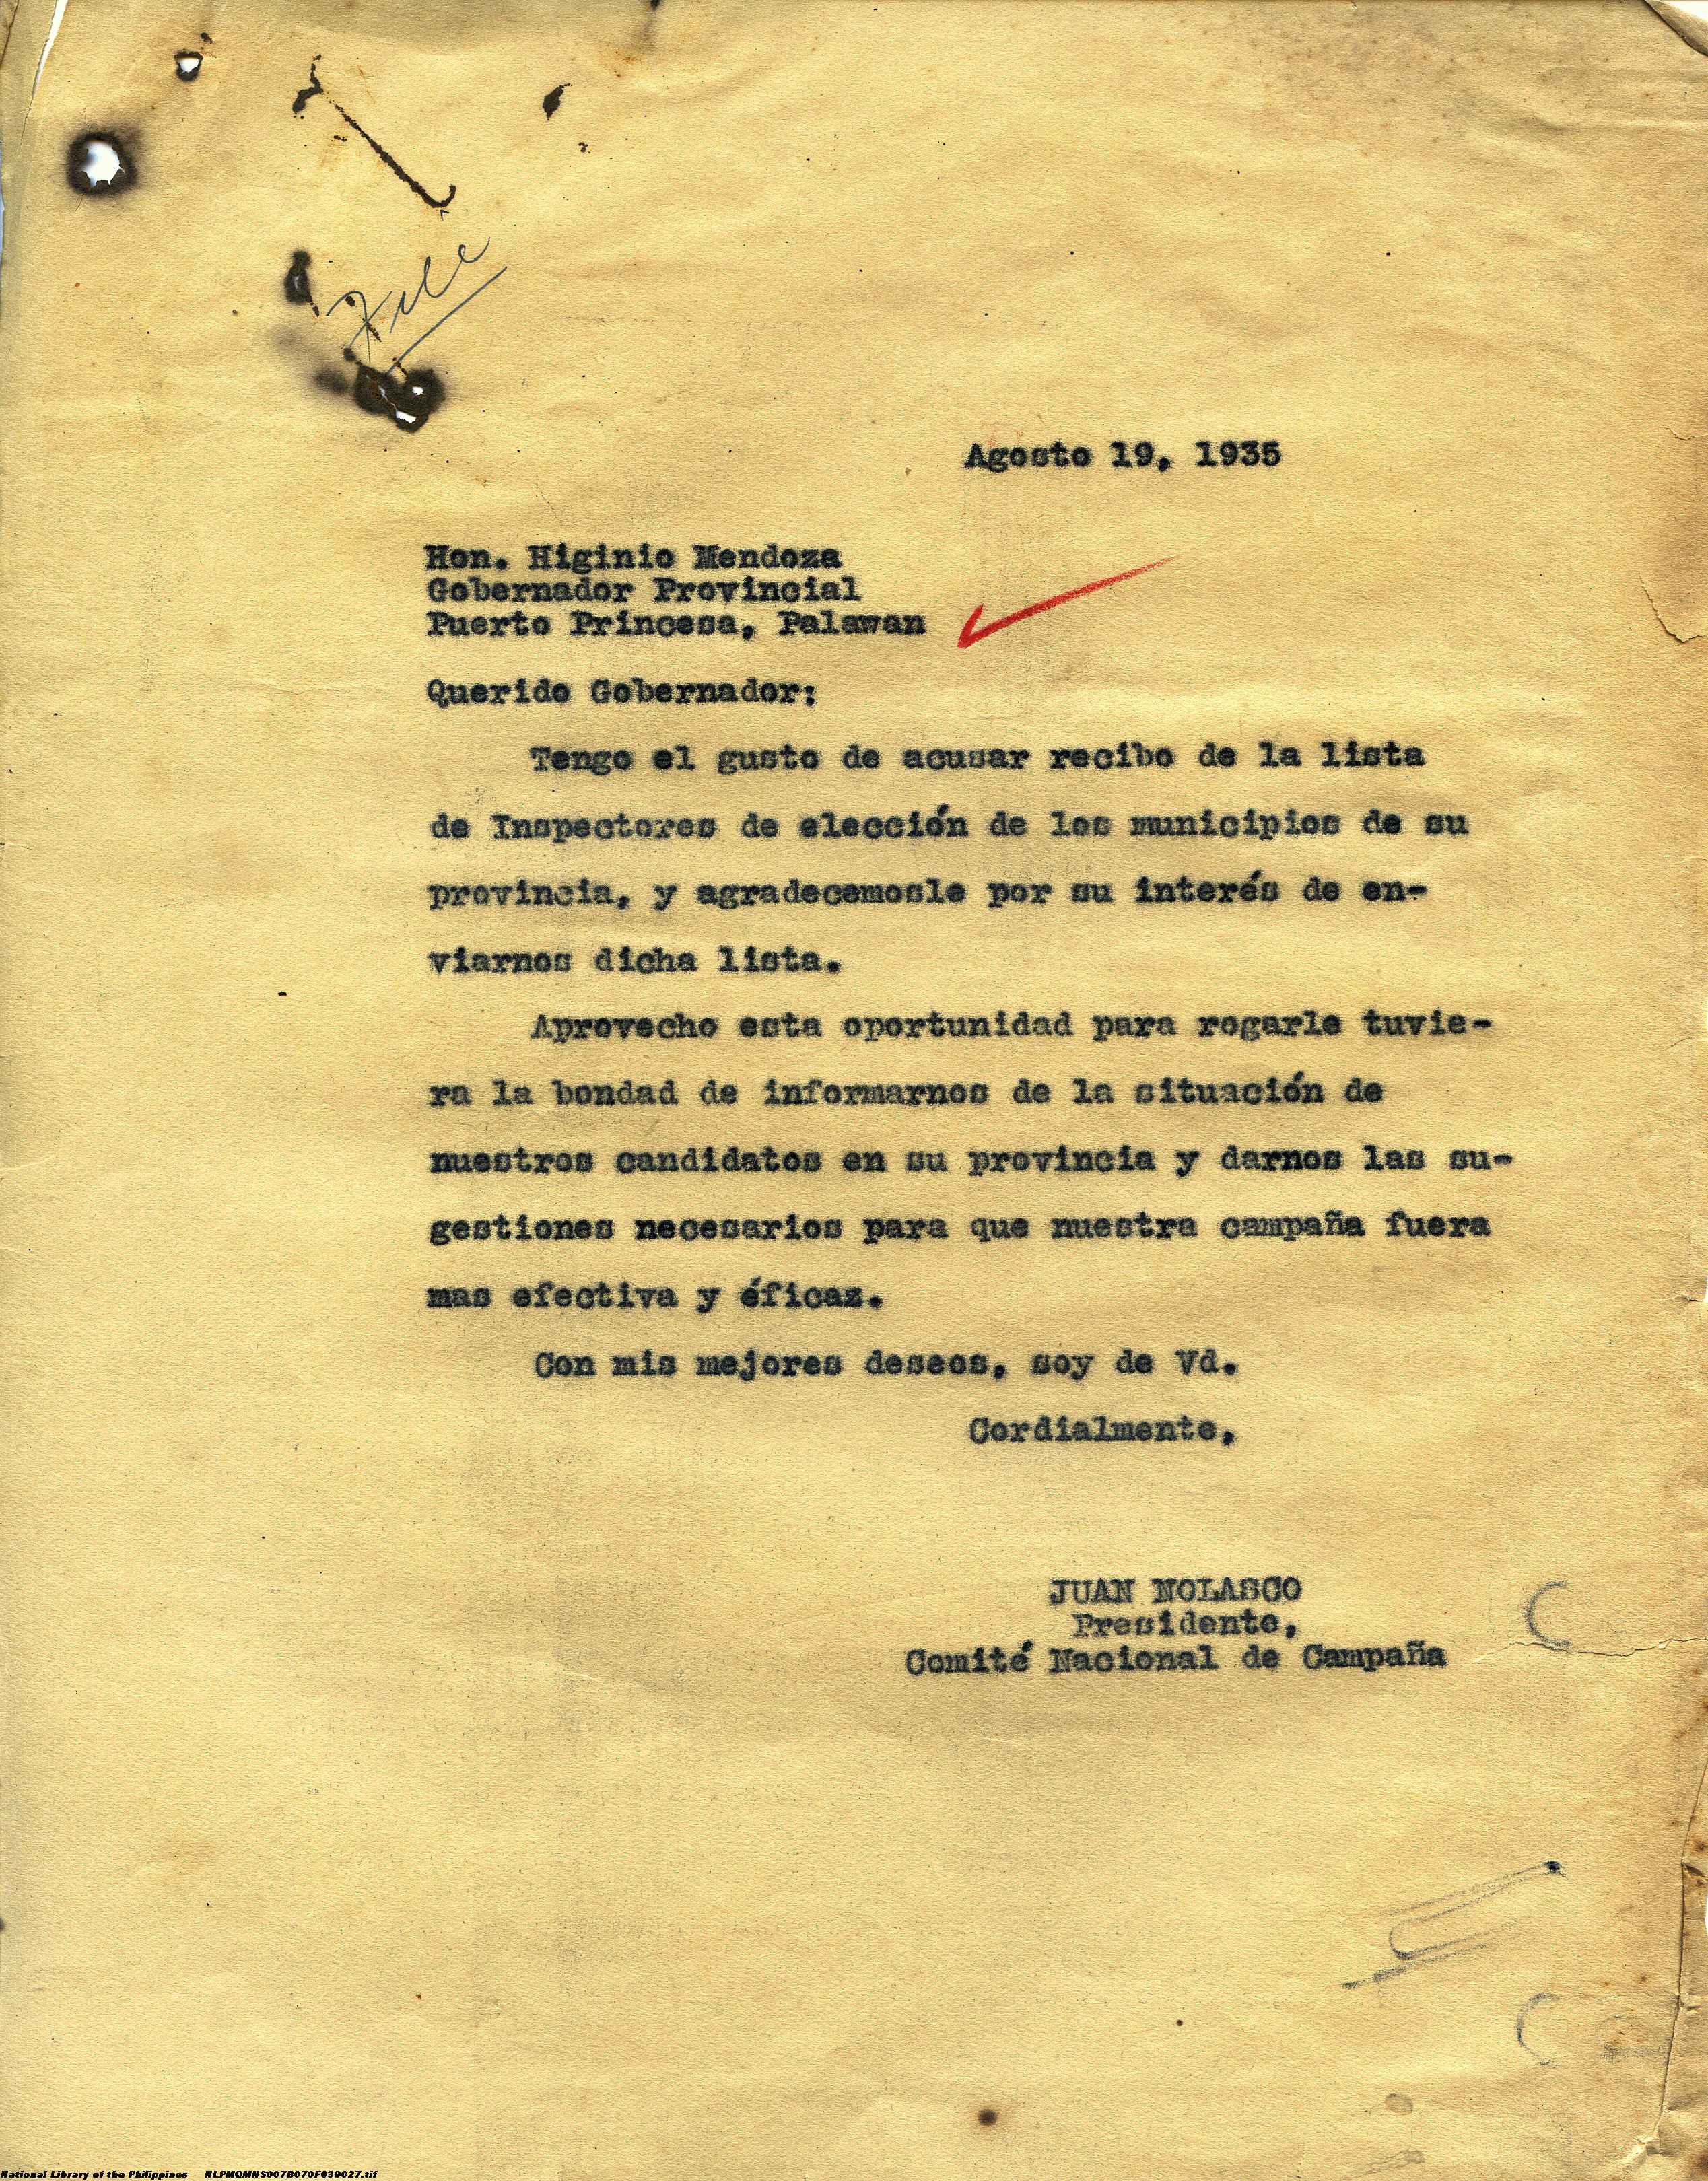 File
Agosto 19, 1935
Hon. Higinio Mendoza
Gobernador Provincial
Puerto Princesa, Palawan
Querido Gobernador:
Tengo el gusto de acusar recibo de la lista
de Inspectores de elección de los municipios de su
provincia, y agradecemosle por su interés de en-
viarnos dicha lista.
Aprovecho esta oportunidad para rogarle tuvie-
ra la bondad de informarnos de la situación de
nuestros candidatos en su provincia y darnos las su-
gestiones necesarios para que nuestra campaña fuera
mas efectiva y éficaz.
Con mis mejores deseos, soy de Vd.
Cordialmente,
JUAN NOLASCO
Presidente,
Comité Nacional de Campaña
National Library of the Philippines NLPMQMNS007B070F039027.tif